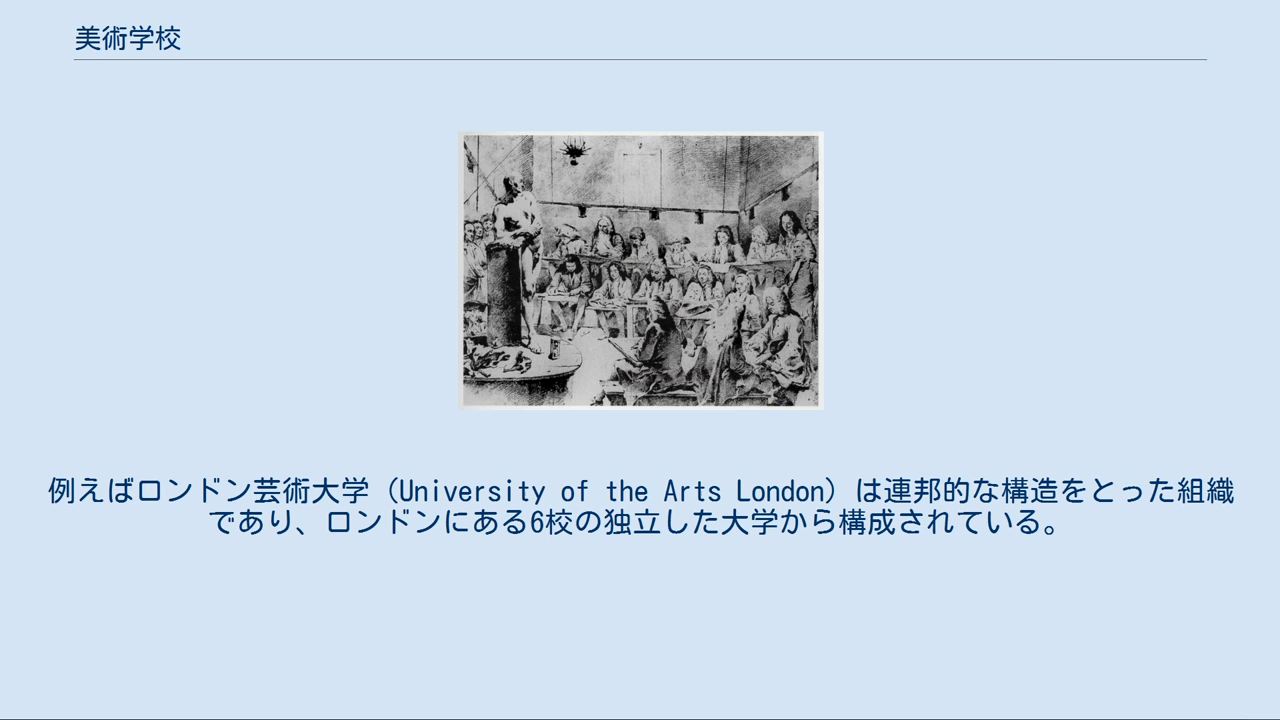 美術学校
例えばロンドン芸術大学（University of the Arts London）は連邦的な構造をとった組織
であり、ロンドンにある6校の独立した大学から構成されている。